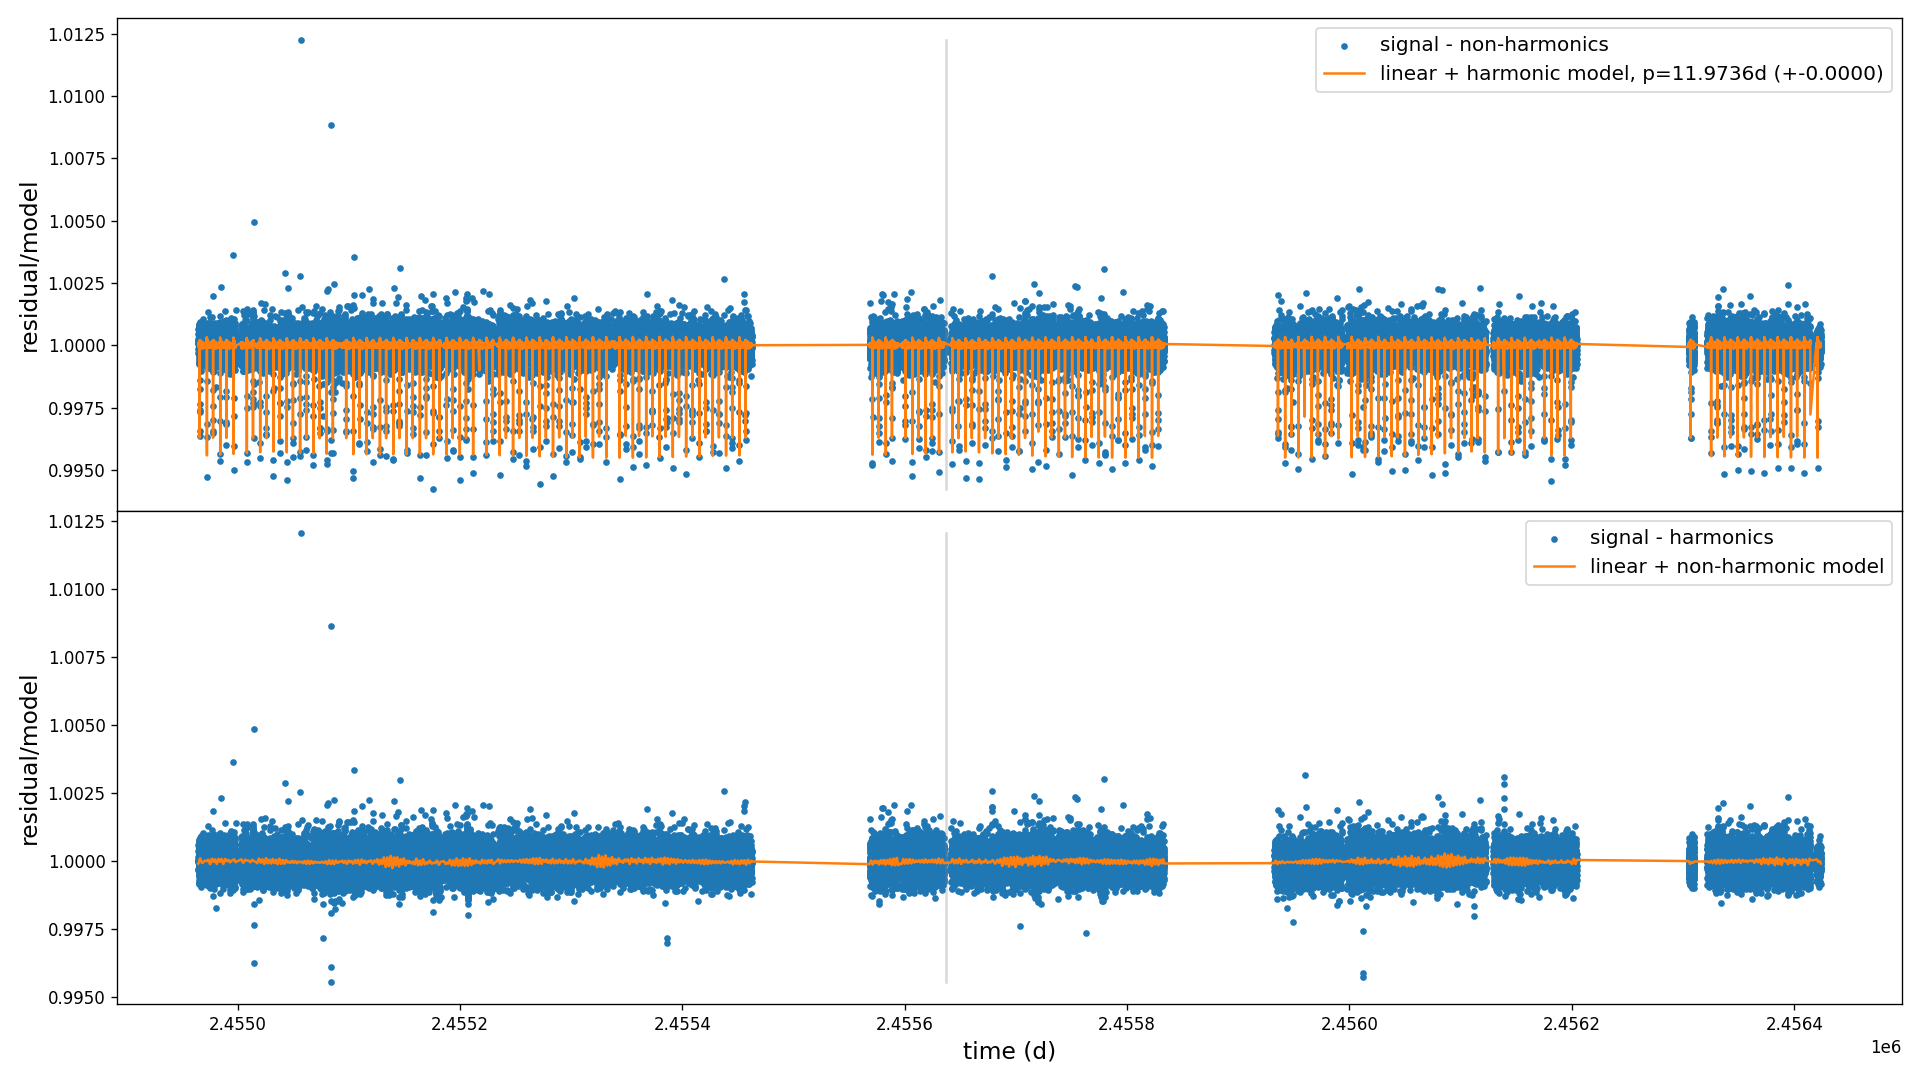 1.0125
1.0100
1.0075
1.0050
1.0025
1.0000
0.9975
0.9950
residual/model
signal - non-harmonics
linear + harmonic model, p=11.9736d (+-0.0000)
1.0125
1.0100
1.0075
1.0050
1.0025
1.0000
0.9975
0.9950
residual/model
signal - harmonics
linear + non-harmonic model
2.4550 2.4552 2.4554 2.4556 2.4558 2.4560 2.4562 2.4564
time (d)
1e6